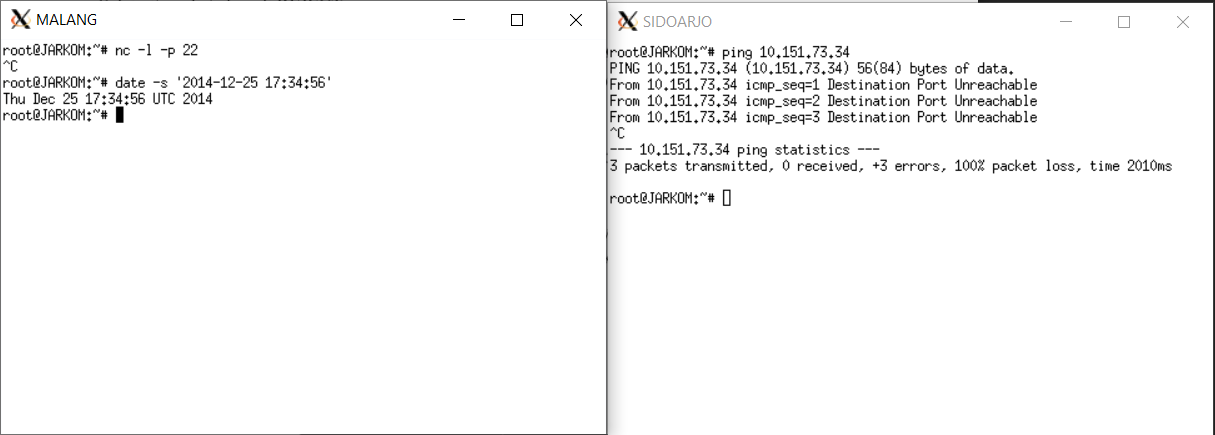 MALANG
root@JARKOM:~# nc -l -p 22
^C
root@JARKOM:~# date -s '2014-12-25 17:34:56'
Thu Dec 25 17:34:56 UTC 2014
root@JARKOM:~#
SIDOARJO
root@JARKOM:~# ping 10.151.73.34
PING 10.151.73.34 (10.151.73.34) 56(84) bytes of data.
From 10.151.73.34 icmp_seq=1 Destination Port Unreachable
From 10.151.73.34 icmp_seq=2 Destination Port Unreachable
From 10.151.73.34 icmp_seq=3 Destination Port Unreachable
^C
--- 10.151.73.34 ping statistics ---
3 packets transmitted, 0 received, +3 errors, 100% packet loss, time 2010ms
root@JARKOM:~#